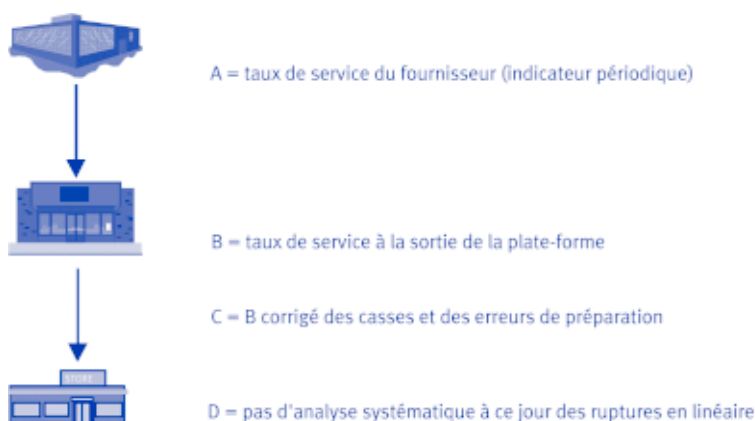 A = taux de service du fournisseur (indicateur périodique)
B = taux de service à la sortie de la plate-forme
C = B corrigé des casses et des erreurs de préparation
STORE
D = pas d'analyse systématique à ce jour des ruptures en linéaire